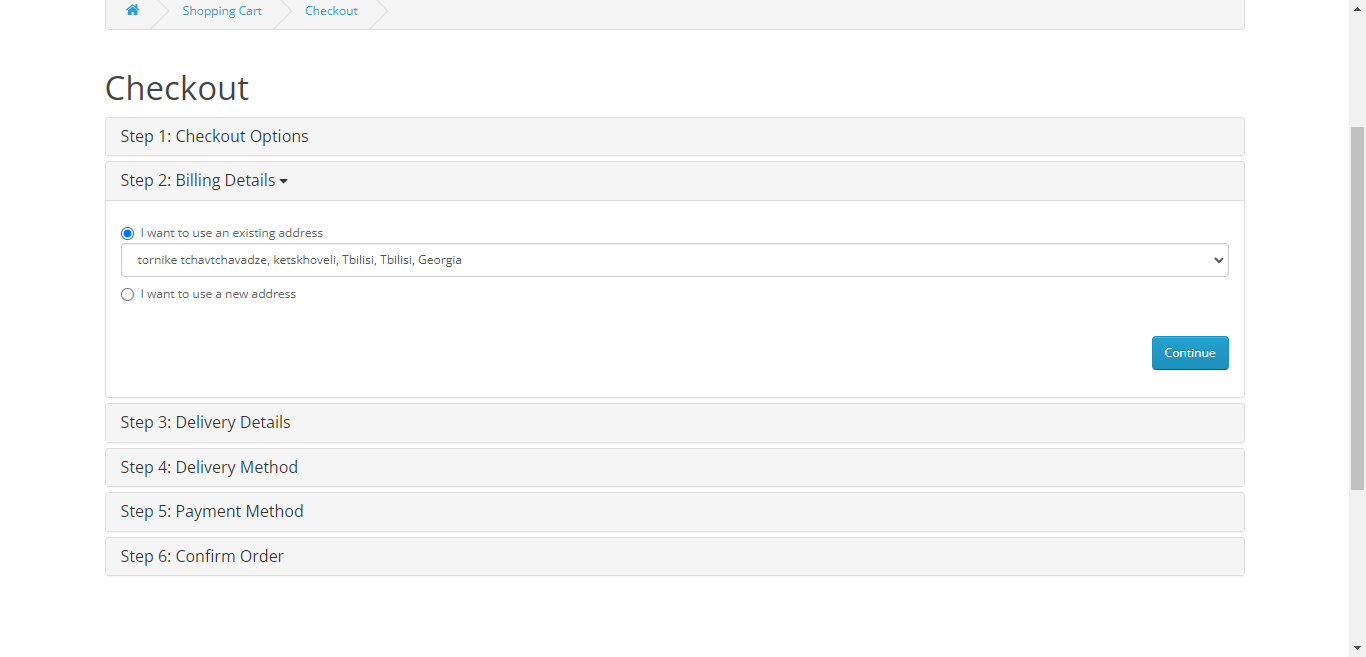 Shopping Cart Checkout
Checkout
Step 1: Checkout Options
Step 2: Billing Details
I want to use an existing address
tornike tchavtchavadze, ketskhoveli, Tbilisi, Tbilisi, Georgia
I want to use a new address
Continue
Step 3: Delivery Details
Step 4: Delivery Method
Step 5: Payment Method
Step 6: Confirm Order